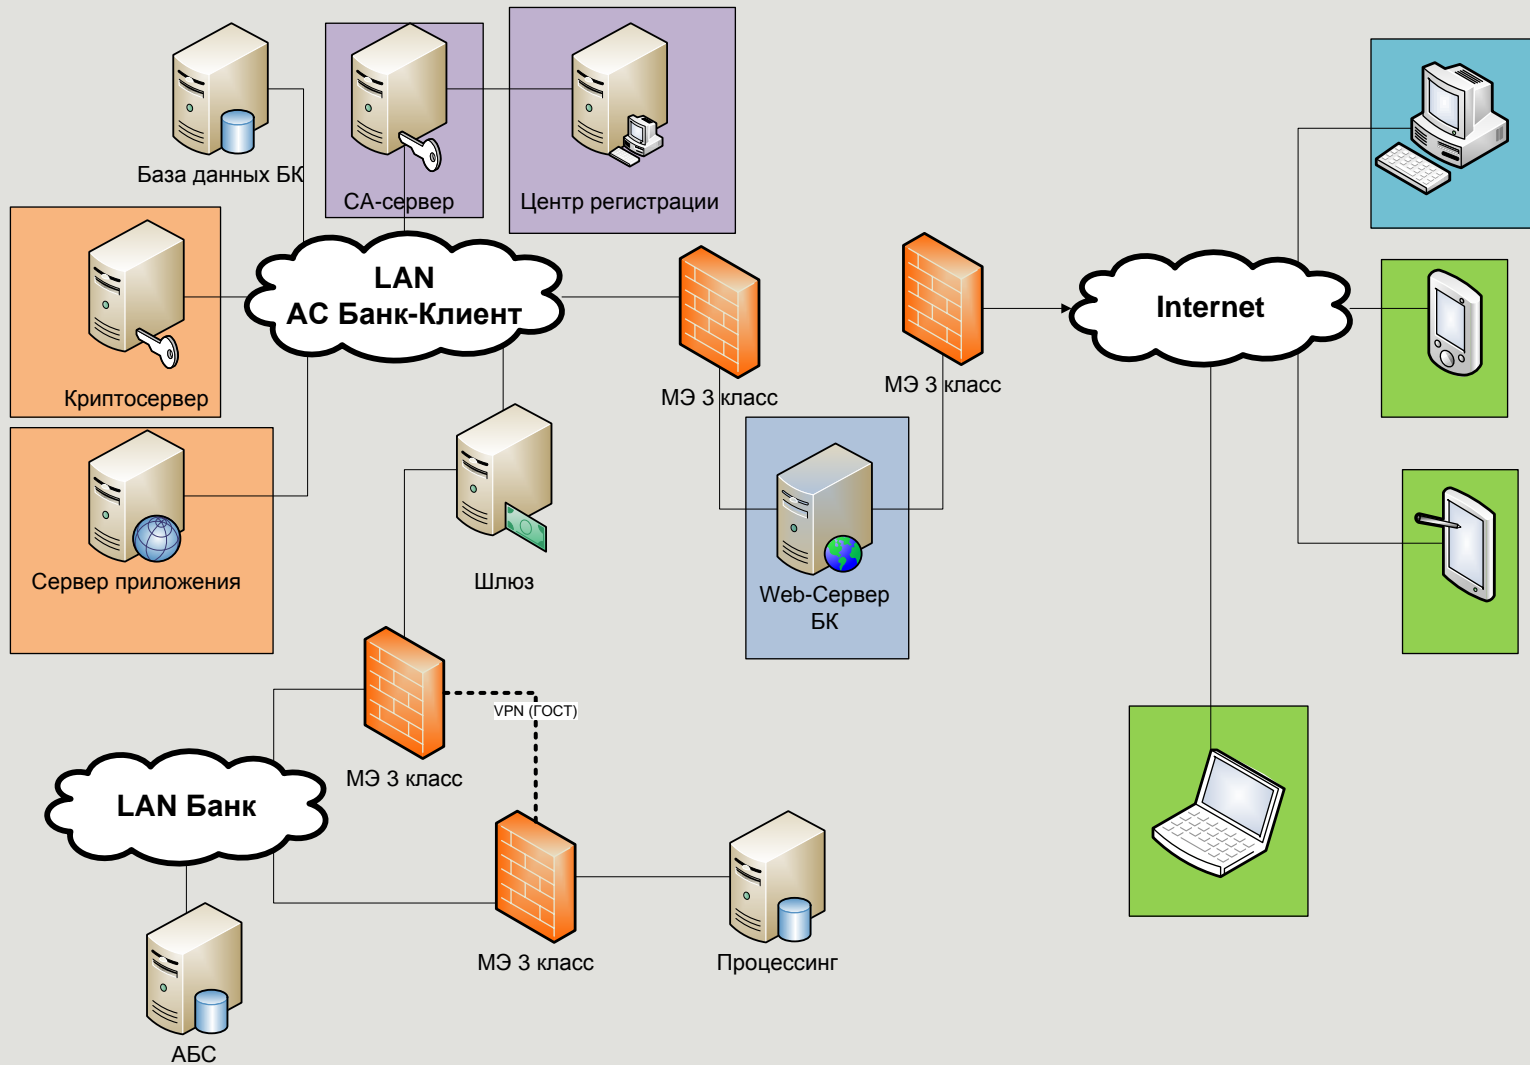 База данных БК
СА-сервер
Центр регистрации
LAN
АС Банк-Клиент
Internet
Криптосервер
МЭ 3 класс
МЭ 3 класс
Сервер приложения
Шлюз
Web-Сервер
БК
VPN (ГОСТ)
МЭ 3 класс
LAN Банк
МЭ 3 класс
Процессинг
АБС